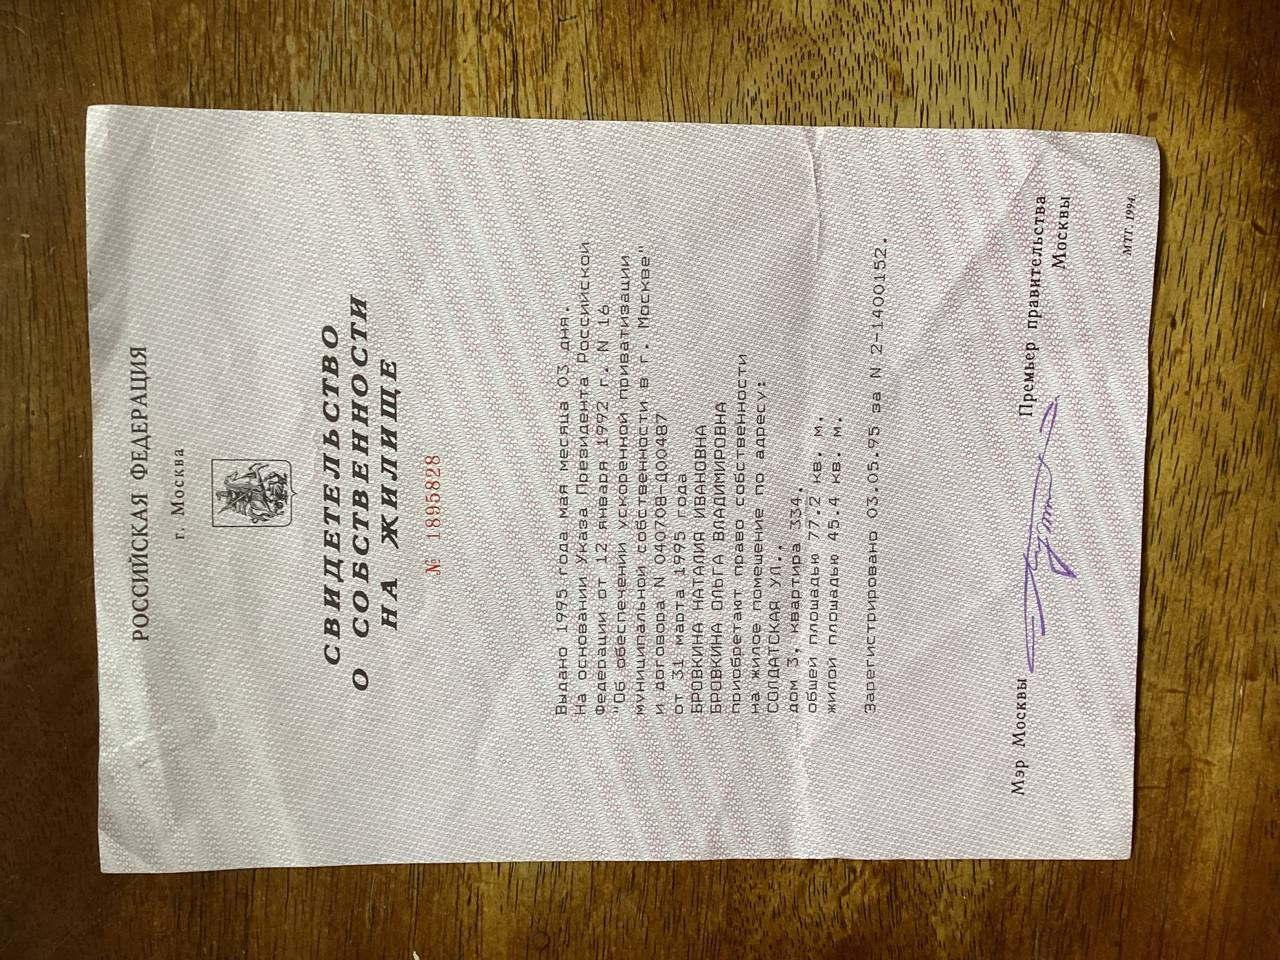 РОССИЙСКАЯ ФЕДЕРАЦИЯ
г. Москва
СВИДЕТЕЛЬСТВО
О СОБСТВЕННОСТИ
НА ЖИЛИЩЕ
№ 1895828
Выдано 1995 года мая месяца 03 дня.
На основании Указа Президента Российской
Федерации от 12 января 1992 г. N 16
"Об обеспечении ускоренной приватизации
муниципальной собственности в г. Москве"
и договора N 040708-Д00487
от 31 марта 1995 года
БРОВКИНА НАТАЛИЯ ИВАНОВНА
БРОВКИНА ОЛЬГА ВЛАДИМИРОВНА
приобретают право собственности
на жилое помещение по адресу:
СОЛДАТСКАЯ УЛ.,
дом 3, квартира 334,
общей площадью 77.2 кв. м,
жилой площадью 45.4 кв. м.
Зарегистрировано 03.05.95 за N 2-1400152.
Мэр Москвы
Премьер правительства
Москвы
МТГ. 1994.